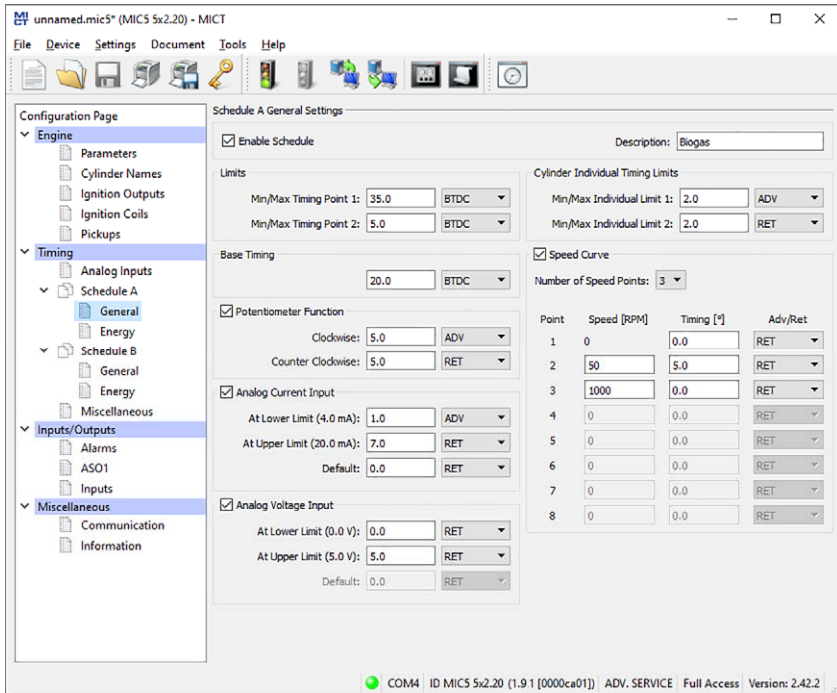 unnamed.mic5* (MIC5 5x2.20) - MICT
File Device Settings Document Tools Help
Configuration Page
Engine
Parameters
Cylinder Names
Ignition Outputs
Ignition Coils
Pickups
Timing
Analog Inputs
Schedule A
General
Energy
Schedule B
General
Energy
Miscellaneous
Inputs/Outputs
Alarms
ASO1
Inputs
Miscellaneous
Communication
Information
Schedule A General Settings
Enable Schedule
Description: Biogas
Limits
Min/Max Timing Point 1: 35.0 BTDC
Min/Max Timing Point 2: 5.0 BTDC
Cylinder Individual Timing Limits
Min/Max Individual Limit 1: 2.0 ADV
Min/Max Individual Limit 2: 2.0 RET
Base Timing
20.0 BTDC
Potentiometer Function
Clockwise: 5.0 ADV
Counter Clockwise: 5.0 RET
Analog Current Input
At Lower Limit (4.0 mA): 1.0 ADV
At Upper Limit (20.0 mA): 7.0 RET
Default: 0.0 RET
Analog Voltage Input
At Lower Limit (0.0 V): 0.0 RET
At Upper Limit (5.0 V): 5.0 RET
Default: 0.0 RET
Speed Curve
Number of Speed Points: 3
Point Speed [RPM] Timing [°] Adv/Ret
1 0 0.0 RET
2 50 5.0 RET
3 1000 0.0 RET
4 0 0.0 RET
5 0 0.0 RET
6 0 0.0 RET
7 0 0.0 RET
8 0 0.0 RET
COM4 ID MIC5 5x2.20 (1.9.1 [0000ca01]) ADV. SERVICE Full Access Version: 2.42.2